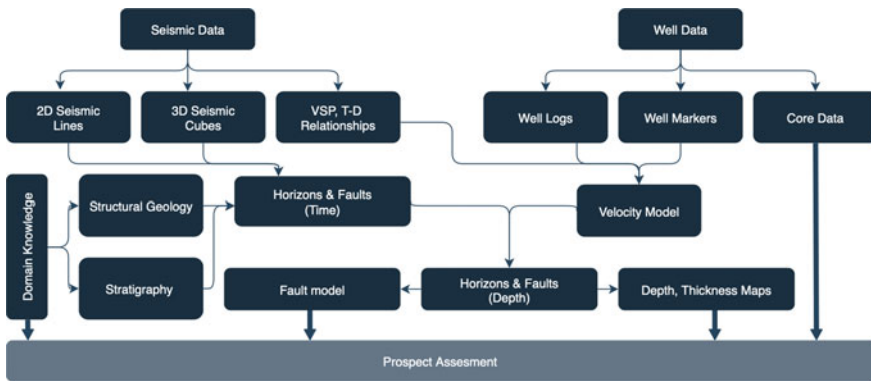 Seismic Data
Well Data
2D Seismic
Lines
3D Seismic
Cubes
VSP, T-D
Relationships
Well Logs
Well Markers
Core Data
Domain Knowledge
Structural Geology
Horizons & Faults
(Time)
Velocity Model
Stratigraphy
Fault model
Horizons & Faults
(Depth)
Depth, Thickness Maps
Prospect Assesment